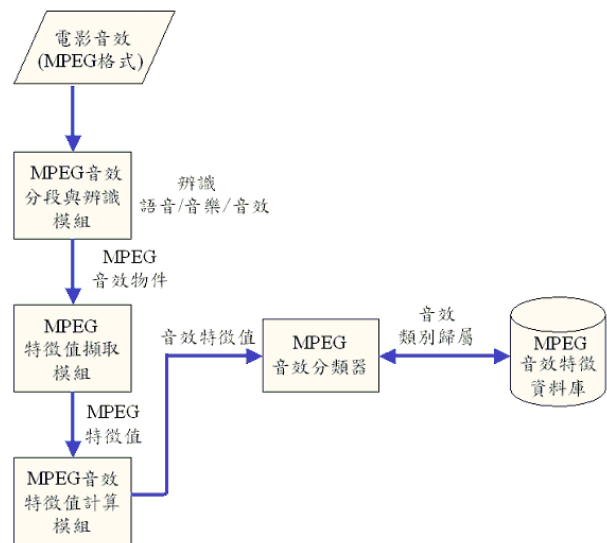 電影音效
(MPEG格式)
MPEG音效
分段與辨識
模組
辨識
語音/音樂/音效
MPEG
音效物件
MPEG
特徵值擷取
模組
MPEG
特徵值
MPEG音效
特徵值計算
模組
音效特徵值
MPEG
音效分類器
音效
類別歸屬
MPEG
音效特徵
資料庫